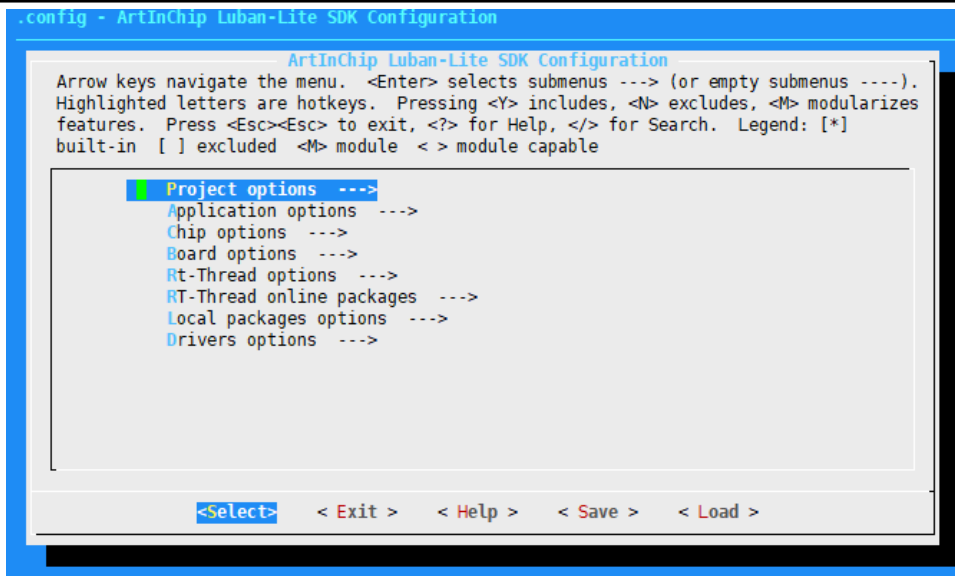 .config - ArtInChip Luban-Lite SDK Configuration
ArtInChip Luban-Lite SDK Configuration
Arrow keys navigate the menu.  <Enter> selects submenus ---> (or empty submenus ----).
Highlighted letters are hotkeys.  Pressing <Y> includes, <N> excludes, <M> modularizes
features.  Press <Esc><Esc> to exit, <?> for Help, </> for Search.  Legend: [*]
built-in  [ ] excluded  <M> module  < > module capable
Project options  --->
Application options  --->
Chip options  --->
Board options  --->
Rt-Thread options  --->
RT-Thread online packages  --->
Local packages options  --->
Drivers options  --->
<Select>    < Exit >    < Help >    < Save >    < Load >